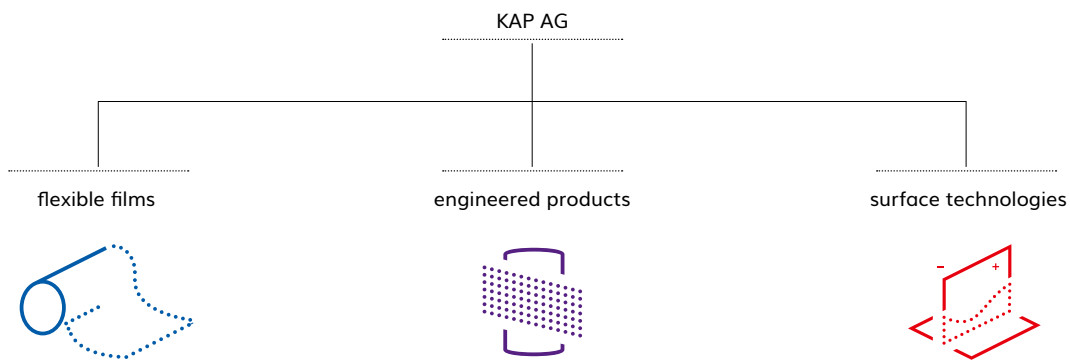 KAP AG
flexible films
engineered products
surface technologies
– +